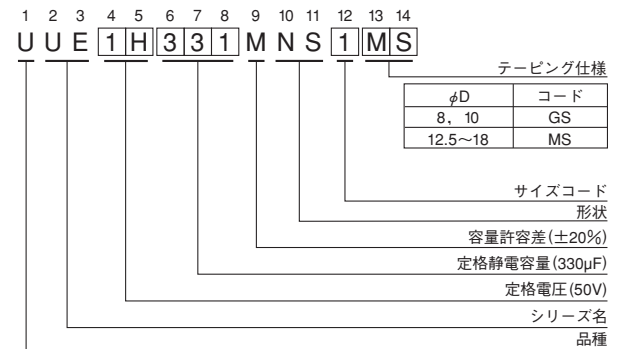 1 2 3 4 5 6 7 8 9 10 11 12 13 14
U U E 1 H 3 3 1 M N S 1 M S
テーピング仕様
φD コード
8, 10 GS
12.5～18 MS
サイズコード
形状
容量許容差(±20%)
定格静電容量(330μF)
定格電圧(50V)
シリーズ名
品種